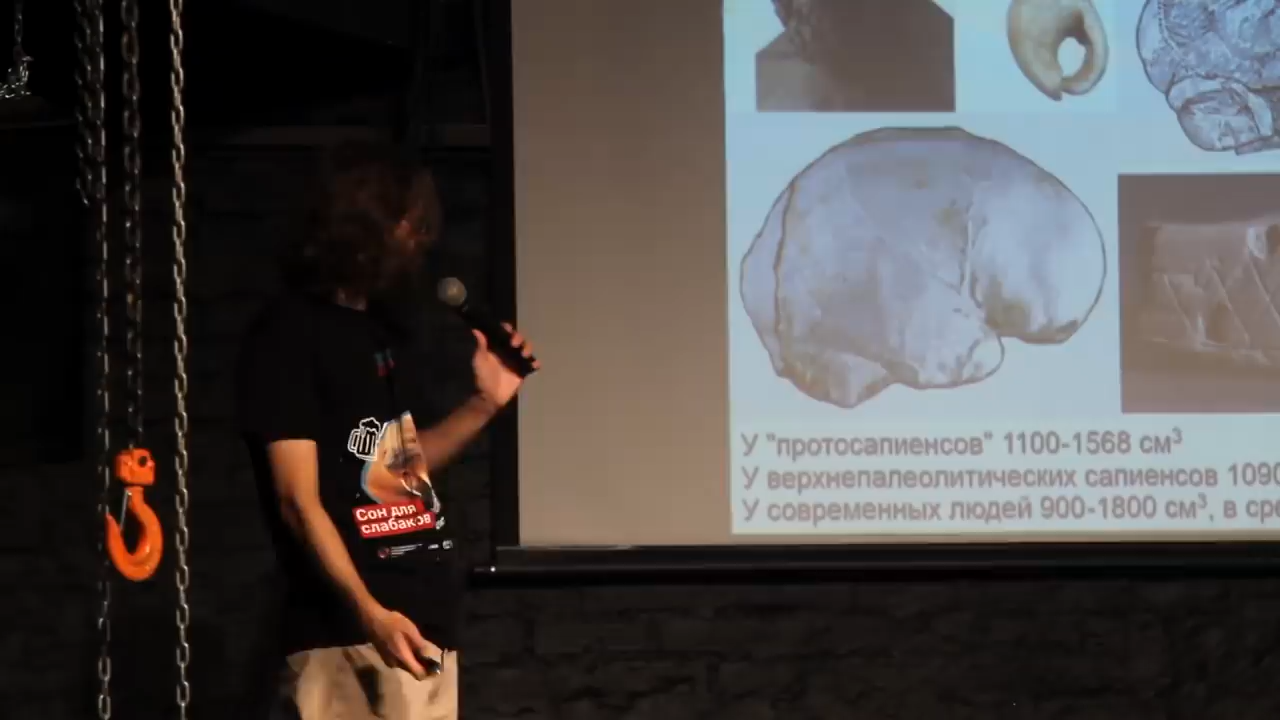 У "протосапиенсов" 1100-1568 см³
У верхнепалеолитических сапиенсов 1090
У современных людей 900-1800 см³, в сре
Сон для
слабаков